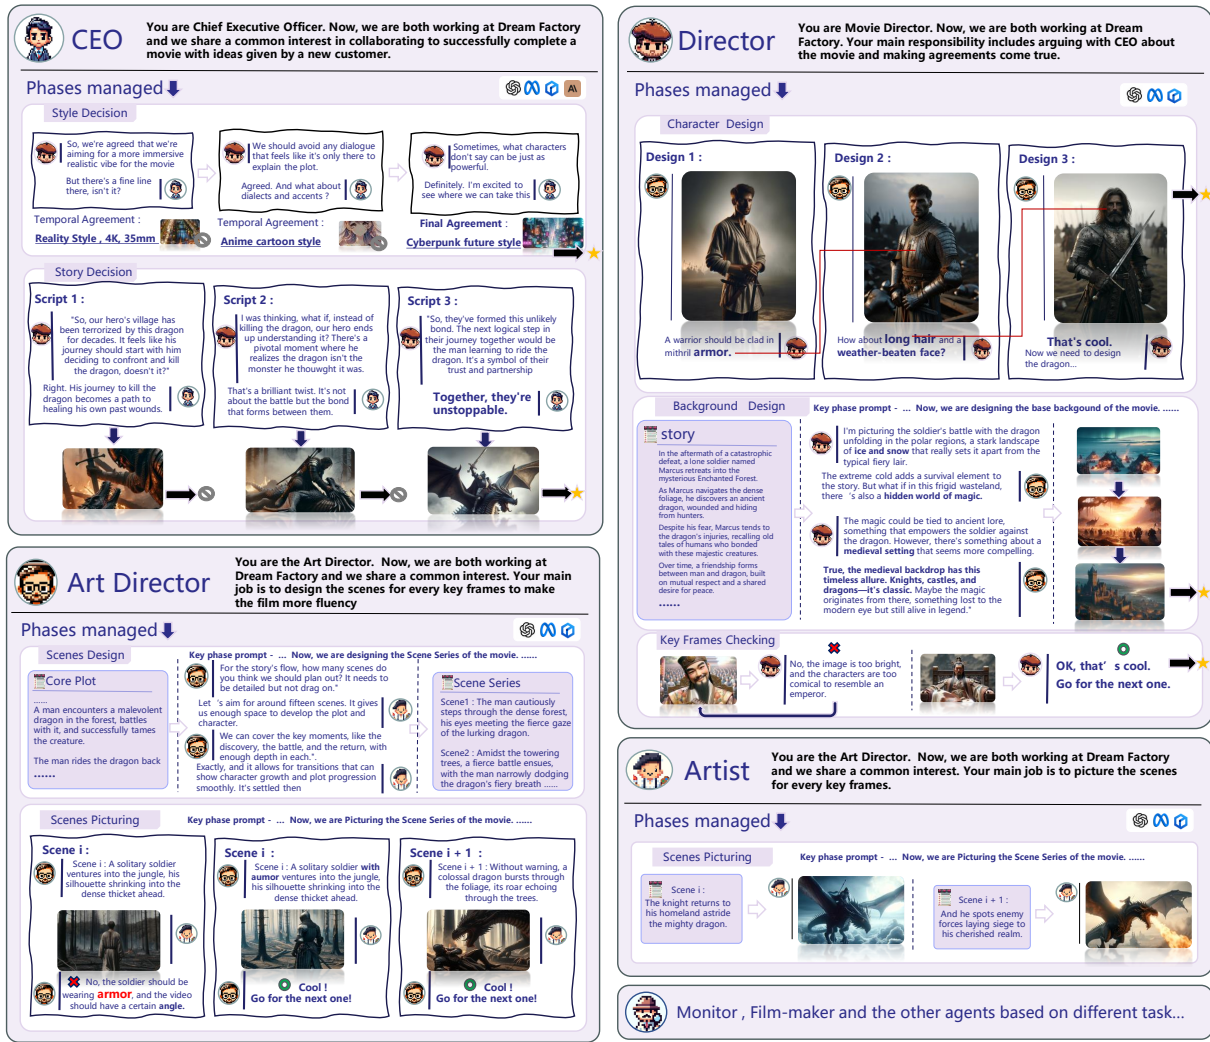 CEO
You are Chief Executive Officer. Now, we are both working at Dream Factory
and we share a common interest in collaborating to successfully complete a
movie with ideas given by a new customer.
Phases managed
Style Decision
So, we're agreed that we're
aiming for a more immersive
realistic vibe for the movie
But there's a fine line
there, isn't it?
We should avoid any dialogue
that feels like it's only there to
explain the plot.
Agreed. And what about
dialects and accents ?
Sometimes, what characters
don't say can be just as
powerful.
Definitely. I'm excited to
see where we can take this
Temporal Agreement :
Reality Style , 4K, 35mm
Temporal Agreement :
Anime cartoon style
Final Agreement :
Cyberpunk future style
Story Decision
Script 1 :
"So, our hero's village has
been terrorized by this dragon
for decades. It feels like his
journey should start with him
deciding to confront and kill
the dragon, doesn't it?"
Right. His journey to kill the
dragon becomes a path to
healing his own past wounds.
Script 2 :
I was thinking, what if, instead of
killing the dragon, our hero ends
up understanding it? There's a
pivotal moment where he
realizes the dragon isn't the
monster he thouwght it was.
That's a brilliant twist. It's not
about the battle but the bond
that forms between them.
Script 3 :
"So, they've formed this unlikely
bond. The next logical step in
their journey together would be
the man learning to ride the
dragon. It's a symbol of their
trust and partnership
Together, they're
unstoppable.
Director
You are Movie Director. Now, we are both working at Dream
Factory. Your main responsibility includes arguing with CEO about
the movie and making agreements come true.
Phases managed
Character Design
Design 1 :
A warrior should be clad in
mithril armor.
Design 2 :
How about long hair and a
weather-beaten face?
Design 3 :
That's cool.
Now we need to design
the dragon...
Background Design
Key phase prompt - ... Now, we are designing the base backgound of the movie. ......
story
In the aftermath of a catastrophic
defeat, a lone soldier named
Marcus retreats into the
mysterious Enchanted Forest.
As Marcus navigates the dense
foliage, he discovers an ancient
dragon, wounded and hiding
from hunters.
Despite his fear, Marcus tends to
the dragon's injuries, recalling old
tales of humans who bonded
with these majestic creatures.
Over time, a friendship forms
between man and dragon, built
on mutual respect and a shared
desire for peace.
......
I'm picturing the soldier's battle with the dragon
unfolding in the polar regions, a stark landscape
of ice and snow that really sets it apart from the
typical fiery lair.
The extreme cold adds a survival element to
the story. But what if in this frigid wasteland,
there 's also a hidden world of magic.
The magic could be tied to ancient lore,
something that empowers the soldier against
the dragon. However, there's something about a
medieval setting that seems more compelling.
True, the medieval backdrop has this
timeless allure. Knights, castles, and
dragons—it's classic. Maybe the magic
originates from there, something lost to the
modern eye but still alive in legend."
Key Frames Checking
No, the image is too bright,
and the characters are too
comical to resemble an
emperor.
OK, that' s cool.
Go for the next one.
Art Director
You are the Art Director. Now, we are both working at
Dream Factory and we share a common interest. Your main
job is to design the scenes for every key frames to make
the film more fluency
Phases managed
Scenes Design
Key phase prompt - ... Now, we are designing the Scene Series of the movie. ......
Core Plot
......
A man encounters a malevolent
dragon in the forest, battles
with it, and successfully tames
the creature.
The man rides the dragon back
......
For the story's flow, how many scenes do
you think we should plan out? It needs to
be detailed but not drag on."
Let 's aim for around fifteen scenes. It gives
us enough space to develop the plot and
character.
We can cover the key moments, like the
discovery, the battle, and the return, with
enough depth in each.".
Exactly, and it allows for transitions that can
show character growth and plot progression
smoothly. It's settled then
Scene Series
Scene1 : The man cautiously
steps through the dense forest,
his eyes meeting the fierce gaze
of the lurking dragon.
Scene2 : Amidst the towering
trees, a fierce battle ensues,
with the man narrowly dodging
the dragon's fiery breath ......
Scenes Picturing
Key phase prompt - ... Now, we are Picturing the Scene Series of the movie. ......
Scene i :
Scene i : A solitary soldier
ventures into the jungle, his
silhouette shrinking into the
dense thicket ahead.
No, the soldier should be
wearing armor, and the video
should have a certain angle.
Scene i :
Scene i : A solitary soldier with
aumor ventures into the jungle,
his silhouette shrinking into the
dense thicket ahead.
Cool !
Go for the next one!
Scene i + 1 :
Scene i + 1 : Without warning, a
colossal dragon bursts through
the foliage, its roar echoing
through the trees.
Cool !
Go for the next one!
Artist
You are the Art Director. Now, we are both working at Dream Factory
and we share a common interest. Your main job is to picture the scenes
for every key frames.
Phases managed
Scenes Picturing
Key phase prompt - ... Now, we are Picturing the Scene Series of the movie. ......
Scene i :
The knight returns to
his homeland astride
the mighty dragon.
Scene i + 1 :
And he spots enemy
forces laying siege to
his cherished realm.
Monitor , Film-maker and the other agents based on different task...